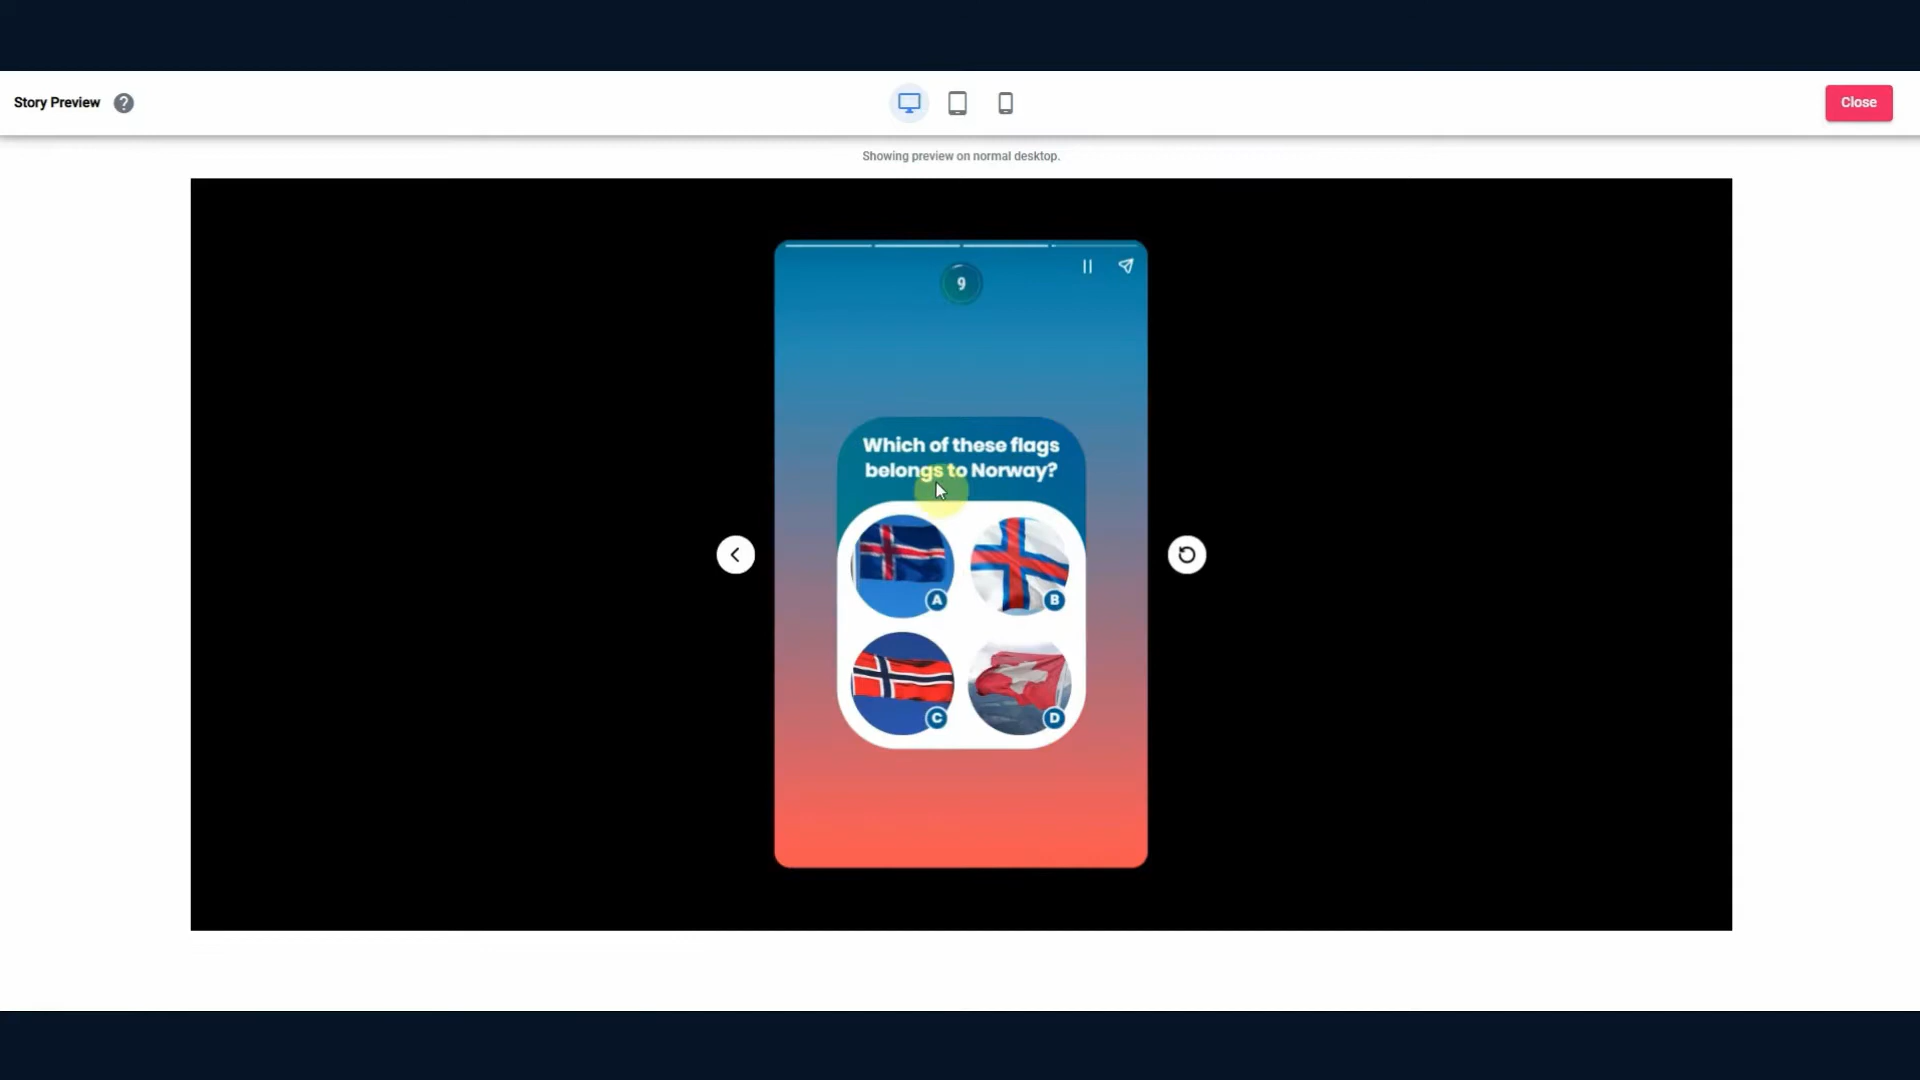 Story Preview
?
Close
Showing preview on normal desktop.
9
Which of these flags
belongs to Norway?
A
B
C
D